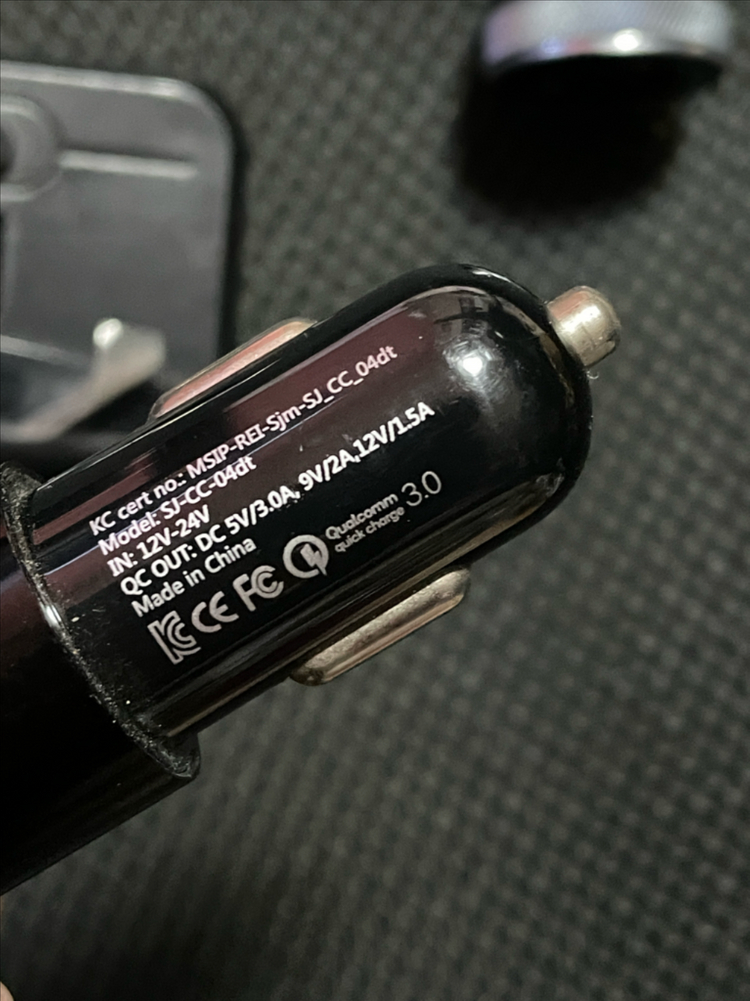 KC cert no.: MSIP-REI-Sjm-SJ_CC_04dt
Model: SJ-CC-04dt
IN: 12V-24V
QC OUT: DC 5V/3.0A, 9V/2A,12V/1.5A
Made in China
KC CE FC Qualcomm
quick charge 3.0